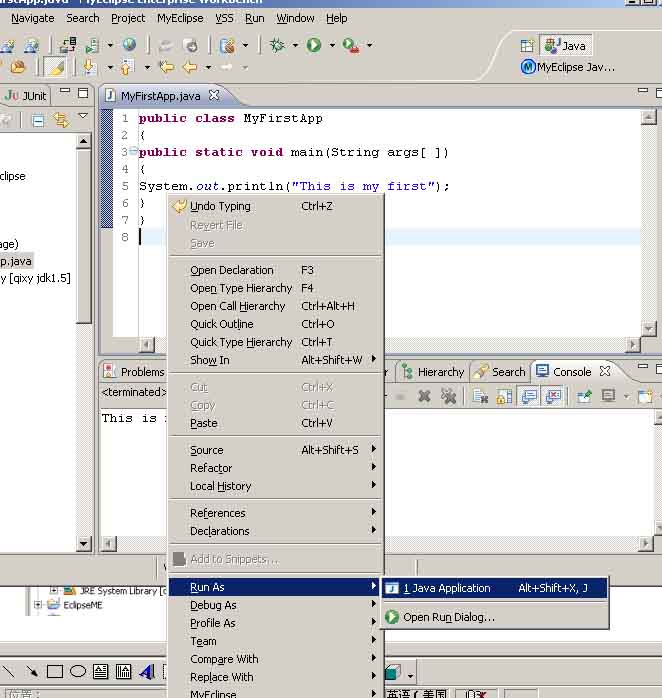 MyEclipse Enterprise Workbench
Navigate Search Project MyEclipse VSS Run Window Help
Java
MyEclipse Jav...
JUnit
MyFirstApp.java
1 public class MyFirstApp
2 {
3 public static void main(String args[ ])
4 {
5 System.out.println("This is my first");
6 }
7 }
8
clipse
age)
p.java
y [qixy jdk1.5]
Undo Typing Ctrl+Z
Revert File
Save
Open Declaration F3
Open Type Hierarchy F4
Open Call Hierarchy Ctrl+Alt+H
Quick Outline Ctrl+O
Quick Type Hierarchy Ctrl+T
Show In Alt+Shift+W
Cut Ctrl+X
Copy Ctrl+C
Paste Ctrl+V
Source Alt+Shift+S
Refactor
Local History
References
Declarations
Add to Snippets...
Run As
Debug As
Profile As
Team
Compare With
Replace With
MyEclipse
1 Java Application Alt+Shift+X, J
Open Run Dialog...
Problems
Hierarchy Search Console
<terminated>
This is
JRE System Library [
EclipseME
位置:
英语(美国